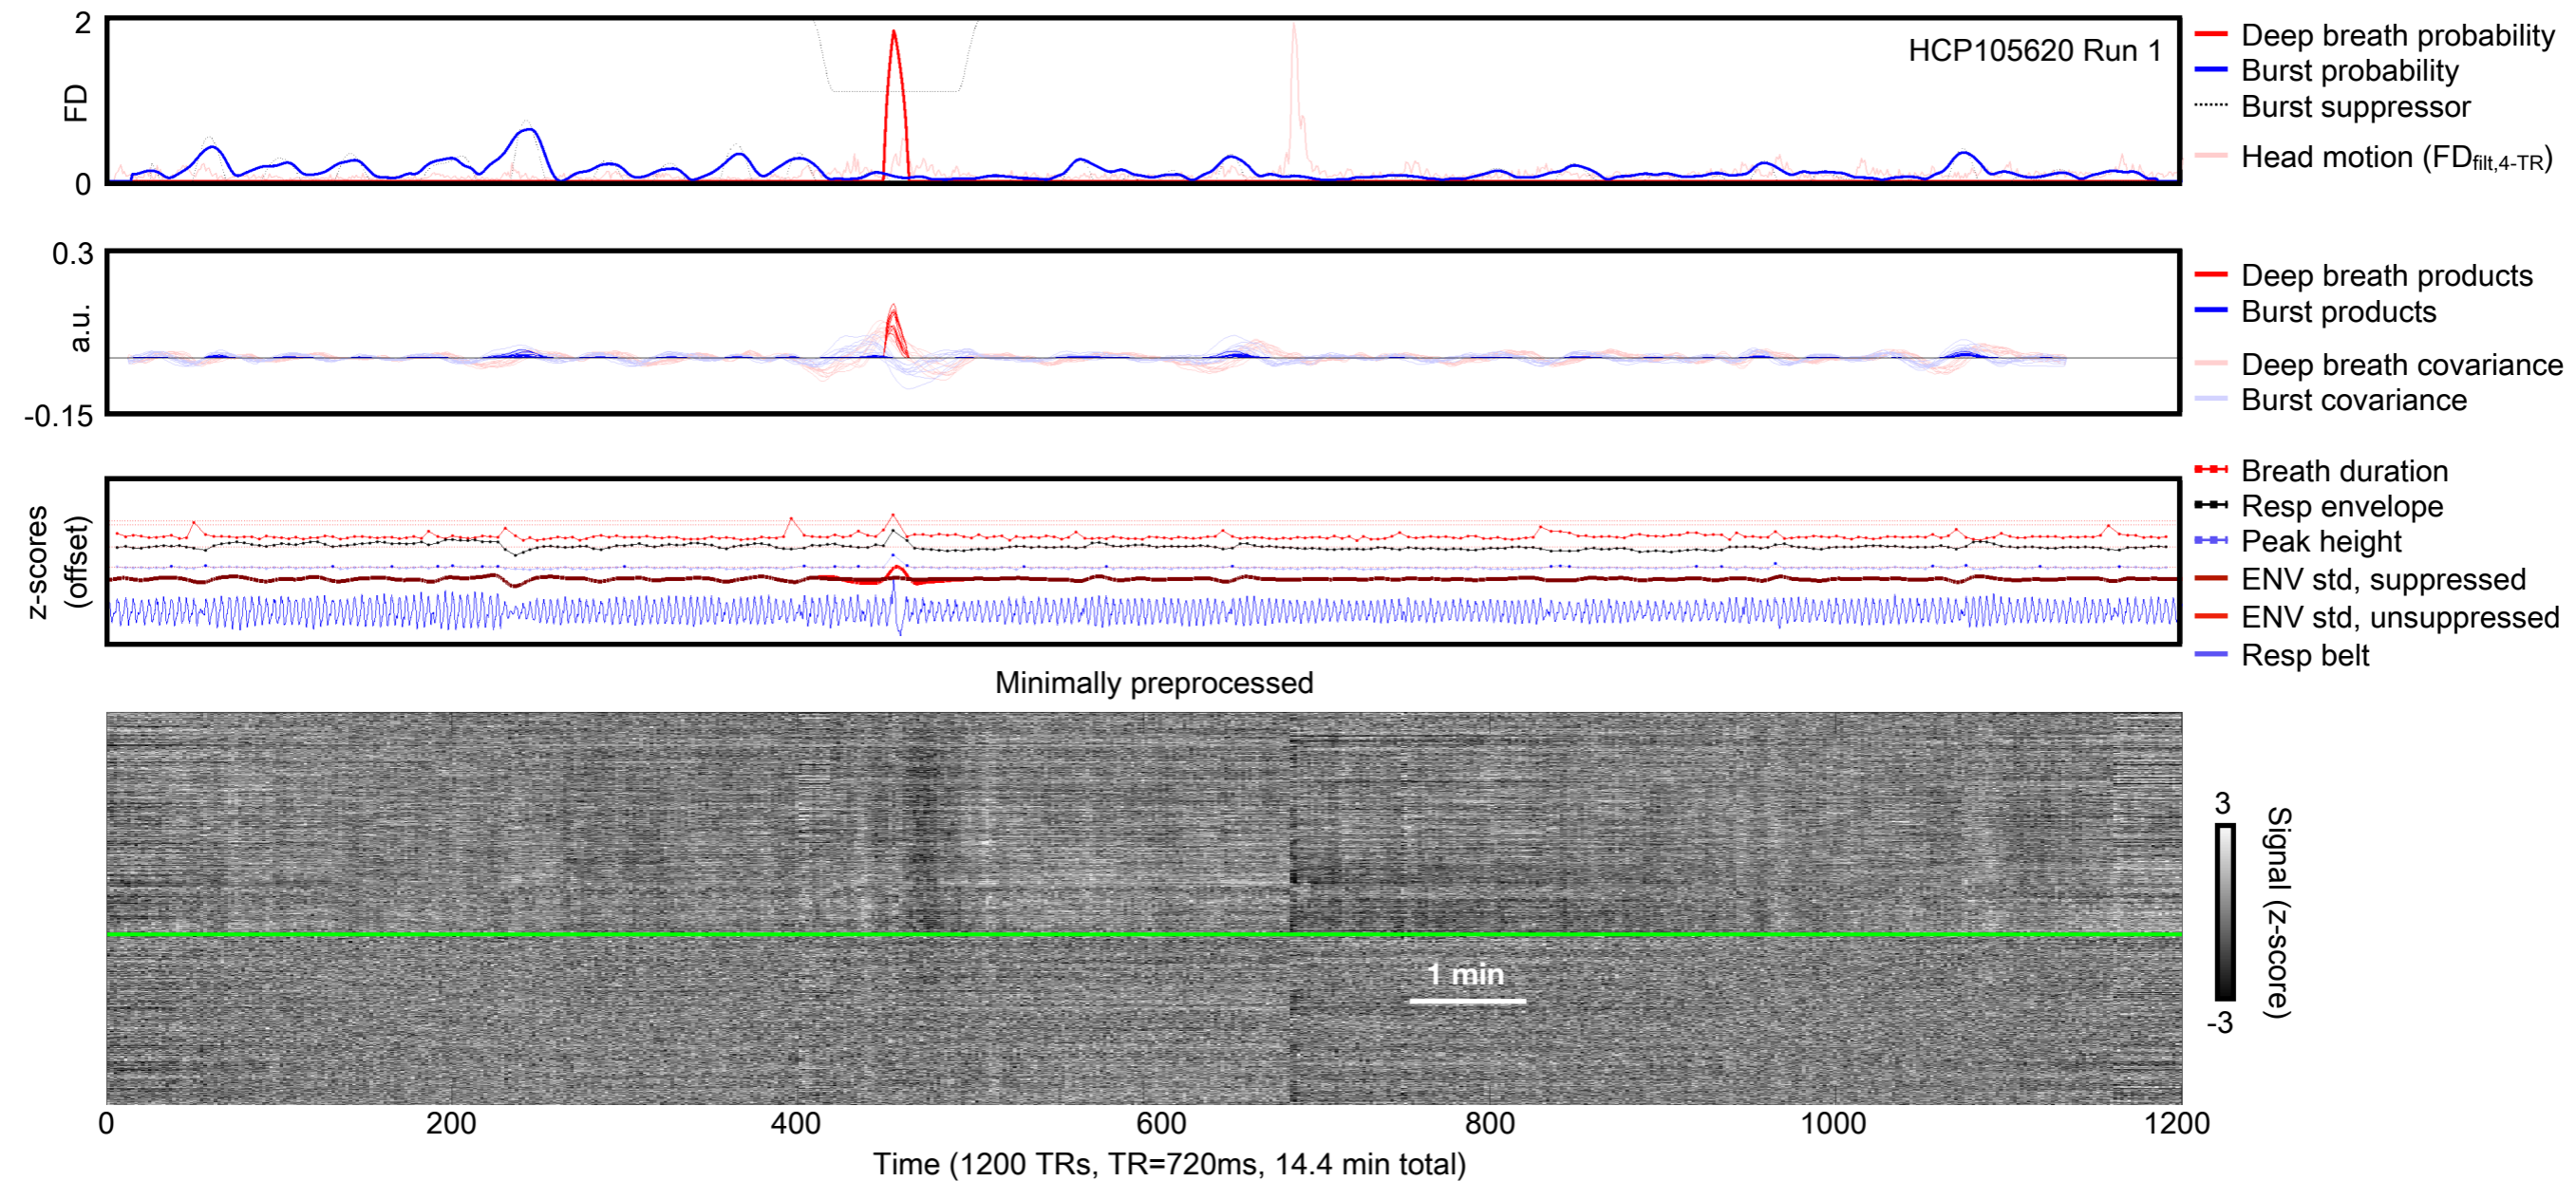 2
FD
0
HCP105620 Run 1
Deep breath probability
Burst probability
Burst suppressor
Head motion (FDfilt,4-TR)
0.3
a.u.
-0.15
Deep breath products
Burst products
Deep breath covariance
Burst covariance
z-scores
(offset)
Breath duration
Resp envelope
Peak height
ENV std, suppressed
ENV std, unsuppressed
Resp belt
Minimally preprocessed
1 min
3
Signal (z-score)
-3
0 200 400 600 800 1000 1200
Time (1200 TRs, TR=720ms, 14.4 min total)